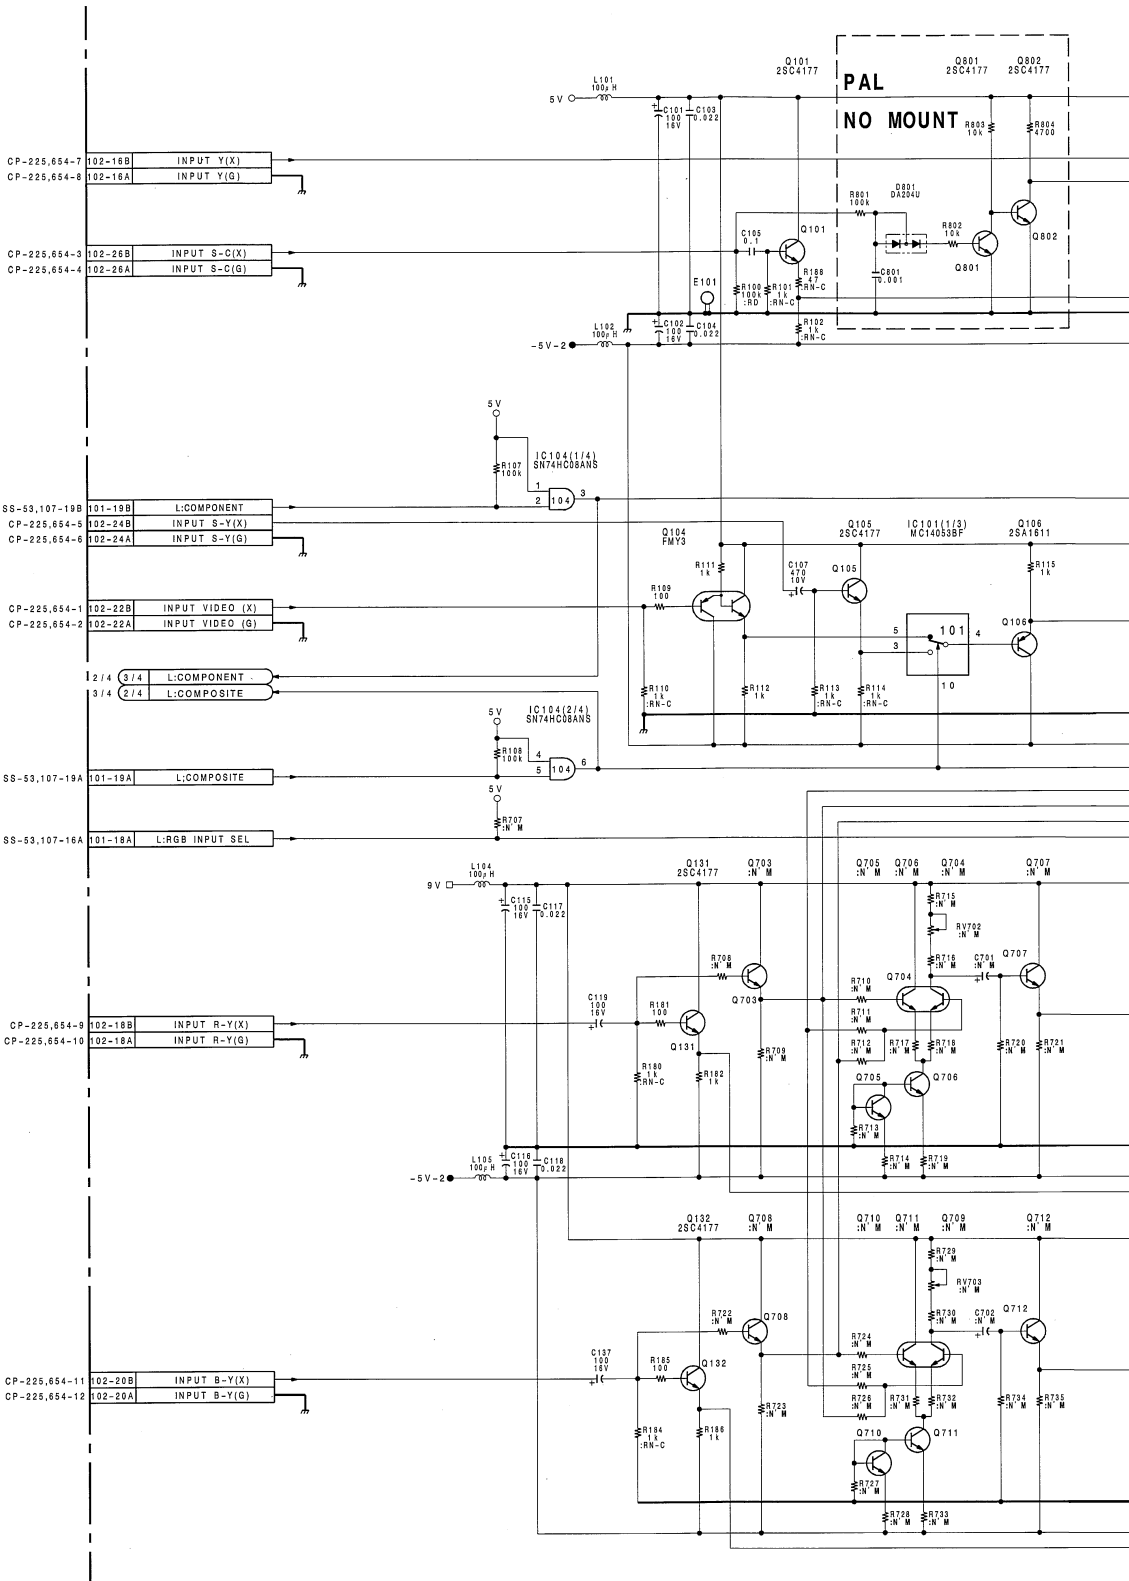 Q101
2SC4177
Q801
2SC4177
Q802
2SC4177
PAL
NO MOUNT
L101
100μH
5V
C101
100
16V
C103
0.022
R803
10k
R804
4700
CP-225,654-7 102-16B INPUT Y(X)
CP-225,654-8 102-16A INPUT Y(G)
R801
100k
D801
DA204U
R802
10k
Q802
C105
0.1
Q101
Q801
CP-225,654-3 102-26B INPUT S-C(X)
CP-225,654-4 102-26A INPUT S-C(G)
E101
R100
100k
:RD
R101
1k
:RN-C
R188
47
:RN-C
C801
0.001
L102
100μH
-5V-2
C102
100
16V
C104
0.022
R102
1k
:RN-C
5V
R107
100k
IC104(1/4)
SN74HC08ANS
1
2
104
3
SS-53,107-19B 101-19B L:COMPONENT
CP-225,654-5 102-24B INPUT S-Y(X)
CP-225,654-6 102-24A INPUT S-Y(G)
Q104
FMY3
Q105
2SC4177
IC101(1/3)
MC14053BF
Q106
2SA1611
R111
1k
C107
470
10V
Q105
R115
1k
R109
100
CP-225,654-1 102-22B INPUT VIDEO (X)
CP-225,654-2 102-22A INPUT VIDEO (G)
5
3
101
4
10
Q106
2/4 3/4 L:COMPONENT
3/4 2/4 L:COMPOSITE
R110
1k
:RN-C
R112
1k
R113
1k
:RN-C
R114
1k
:RN-C
5V
IC104(2/4)
SN74HC08ANS
R108
100k
4
5
104
6
SS-53,107-19A 101-19A L;COMPOSITE
5V
R707
:N'M
SS-53,107-16A 101-18A L:RGB INPUT SEL
L104
100μH
9V
Q131
2SC4177
Q703
:N'M
Q705
:N'M
Q706
:N'M
Q704
:N'M
Q707
:N'M
C115
100
16V
C117
0.022
R715
:N'M
RV702
:N'M
R708
:N'M
R716
:N'M
C701
:N'M
Q707
Q703
R710
:N'M
Q704
C119
100
16V
R181
100
R711
:N'M
CP-225,654-9 102-18B INPUT R-Y(X)
CP-225,654-10 102-18A INPUT R-Y(G)
Q131
R712
:N'M
R717
:N'M
R718
:N'M
R720
:N'M
R721
:N'M
R709
:N'M
R180
1k
:RN-C
R182
1k
Q705
Q706
R713
:N'M
R714
:N'M
R719
:N'M
L105
100μH
-5V-2
C116
100
16V
C118
0.022
Q132
2SC4177
Q708
:N'M
Q710
:N'M
Q711
:N'M
Q709
:N'M
Q712
:N'M
R729
:N'M
RV703
:N'M
R722
:N'M
Q708
R730
:N'M
C702
:N'M
Q712
R724
:N'M
C137
100
16V
R185
100
Q132
R725
:N'M
CP-225,654-11 102-20B INPUT B-Y(X)
CP-225,654-12 102-20A INPUT B-Y(G)
R726
:N'M
R731
:N'M
R732
:N'M
R734
:N'M
R735
:N'M
R723
:N'M
R184
1k
:RN-C
R186
1k
Q710
Q711
R727
:N'M
R728
:N'M
R733
:N'M